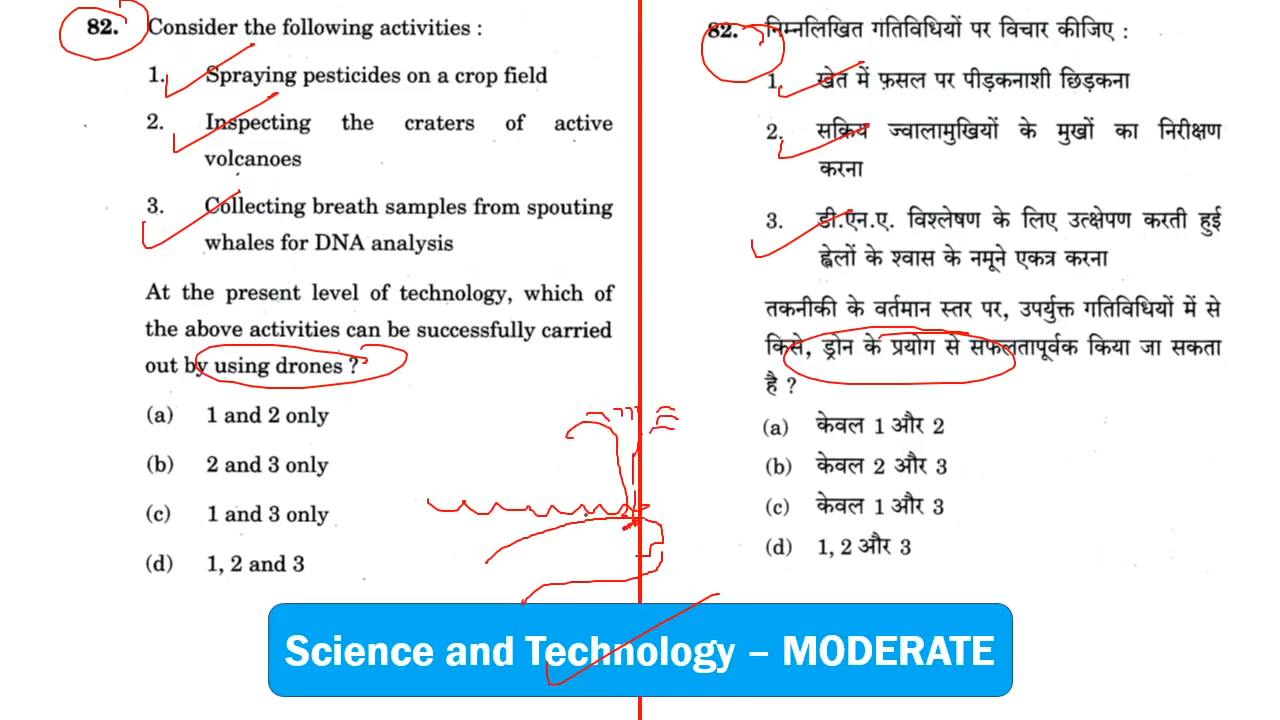 82. Consider the following activities :
1. Spraying pesticides on a crop field
2. Inspecting the craters of active
volcanoes
3. Collecting breath samples from spouting
whales for DNA analysis
At the present level of technology, which of
the above activities can be successfully carried
out by using drones ?
(a) 1 and 2 only
(b) 2 and 3 only
(c) 1 and 3 only
(d) 1, 2 and 3
82. निम्नलिखित गतिविधियों पर विचार कीजिए :
1. खेत में फ़सल पर पीड़कनाशी छिड़कना
2. सक्रिय ज्वालामुखियों के मुखों का निरीक्षण
करना
3. डी.एन.ए. विश्लेषण के लिए उत्क्षेपण करती हुई
ह्वेलों के श्वास के नमूने एकत्र करना
तकनीकी के वर्तमान स्तर पर, उपर्युक्त गतिविधियों में से
किसे, ड्रोन के प्रयोग से सफलतापूर्वक किया जा सकता
है ?
(a) केवल 1 और 2
(b) केवल 2 और 3
(c) केवल 1 और 3
(d) 1, 2 और 3
Science and Technology – MODERATE